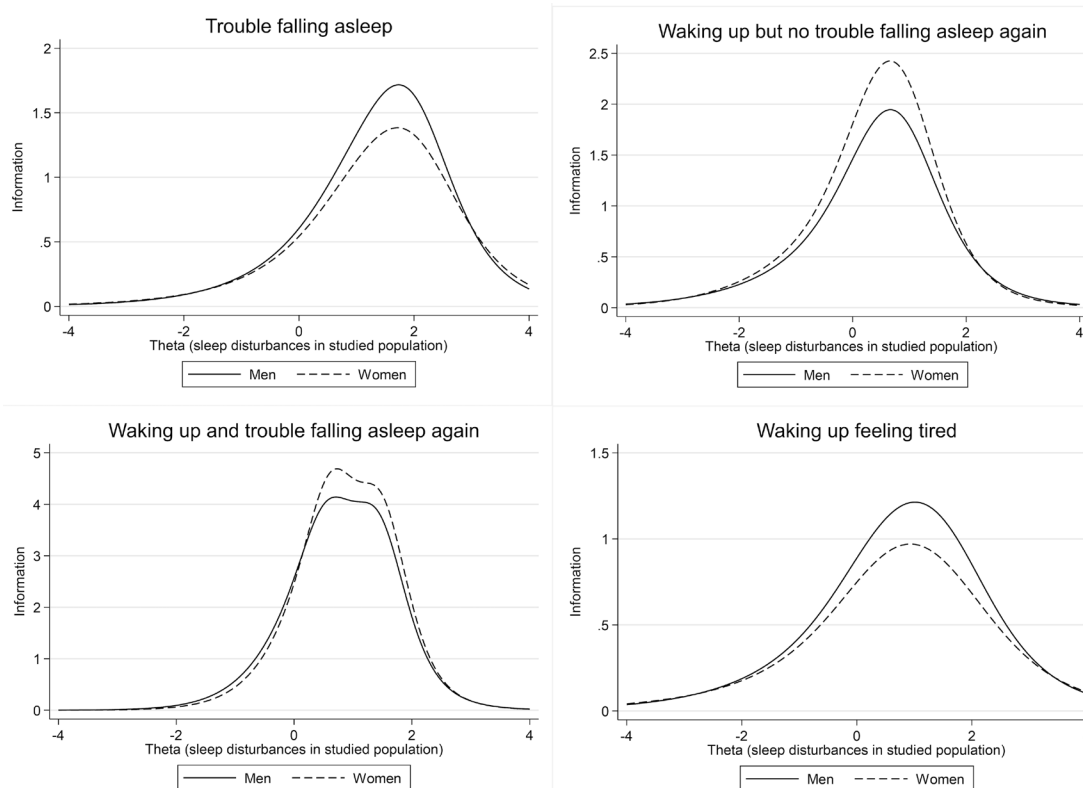 Trouble falling asleep
2
1.5
1
.5
0
Information
-4
-2
0
2
4
Theta (sleep disturbances in studied population)
Men
Women
Waking up but no trouble falling asleep again
2.5
2
1.5
1
.5
0
Information
-4
-2
0
2
4
Theta (sleep disturbances in studied population)
Men
Women
Waking up and trouble falling asleep again
5
4
3
2
1
0
Information
-4
-2
0
2
4
Theta (sleep disturbances in studied population)
Men
Women
Waking up feeling tired
1.5
1
.5
0
Information
-4
-2
0
2
Theta (sleep disturbances in studied population)
Men
Women